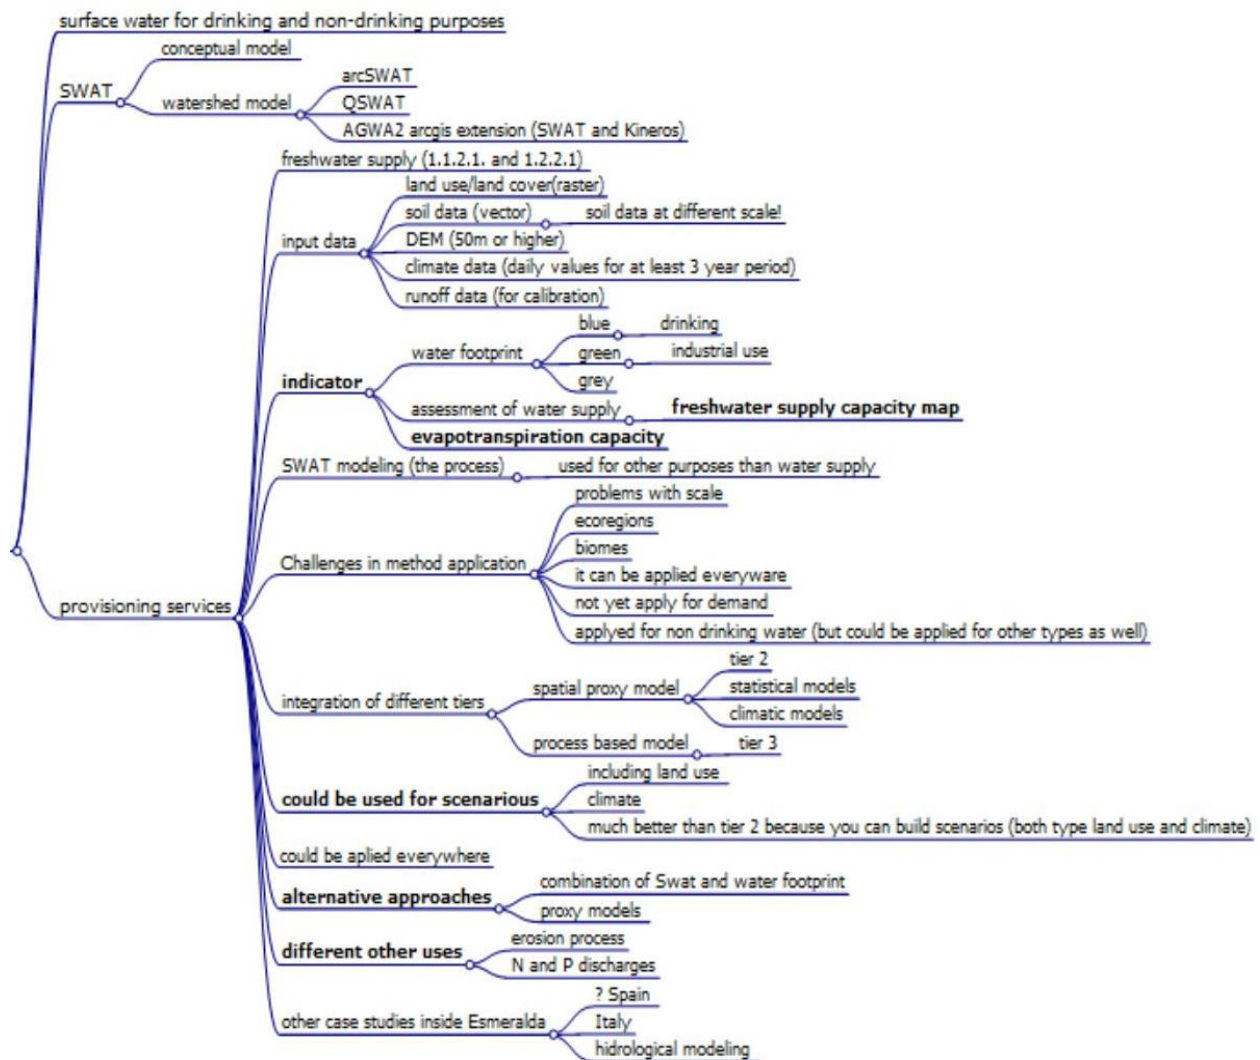 surface water for drinking and non-drinking purposes
conceptual model
SWAT
arcSWAT
watershed model
QSWAT
AGWA2 arcgis extension (SWAT and Kineros)
freshwater supply (1.1.2.1. and 1.2.2.1)
land use/land cover(raster)
soil data (vector)
soil data at different scale!
input data
DEM (50m or higher)
climate data (daily values for at least 3 year period)
runoff data (for calibration)
blue
drinking
water footprint
green
industrial use
grey
indicator
assessment of water supply
freshwater supply capacity map
evapotranspiration capacity
SWAT modeling (the process)
used for other purposes than water supply
problems with scale
ecoregions
biomes
Challenges in method application
it can be applied everyware
not yet apply for demand
applyed for non drinking water (but could be applied for other types as well)
provisioning services
tier 2
spatial proxy model
statistical models
climatic models
integration of different tiers
process based model
tier 3
including land use
could be used for scenarious
climate
much better than tier 2 because you can build scenarios (both type land use and climate)
could be aplied everywhere
combination of Swat and water footprint
alternative approaches
proxy models
erosion process
different other uses
N and P discharges
? Spain
other case studies inside Esmeralda
Italy
hidrological modeling